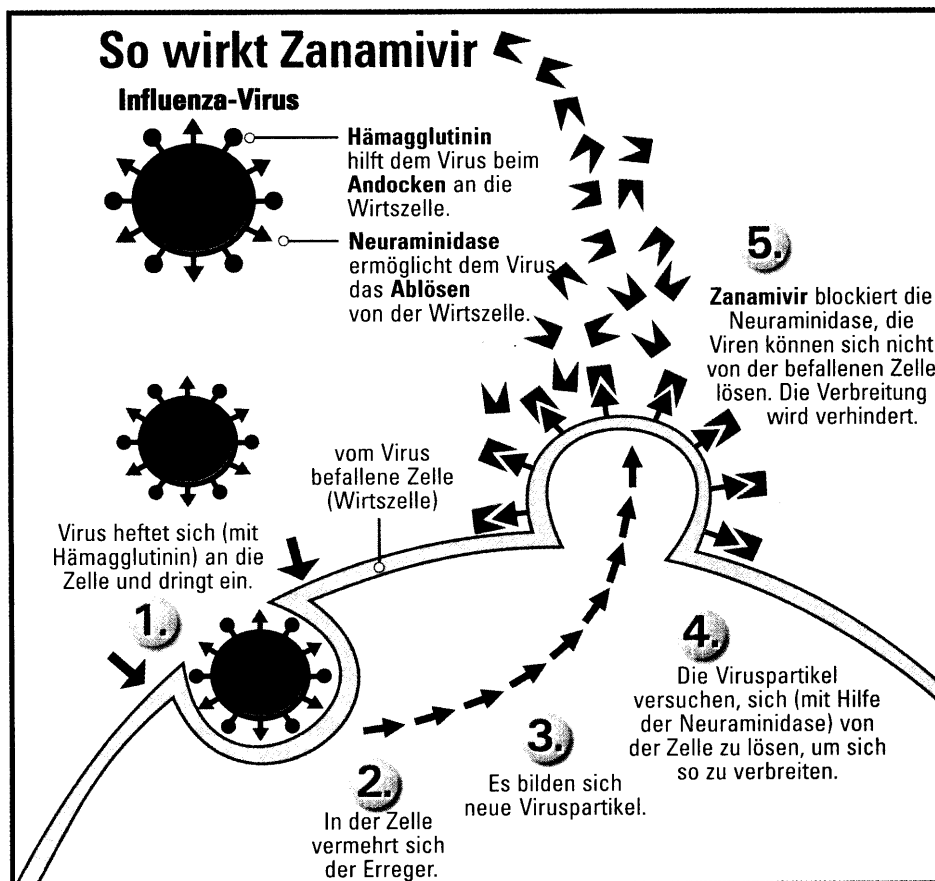 So wirkt Zanamivir
Influenza-Virus
Hämagglutinin
hilft dem Virus beim
Andocken an die
Wirtszelle.
Neuraminidase
ermöglicht dem Virus
das Ablösen
von der Wirtszelle.
Virus heftet sich (mit
Hämagglutinin) an die
Zelle und dringt ein.
1.
vom Virus
befallene Zelle
(Wirtszelle)
2.
In der Zelle
vermehrt sich
der Erreger.
3.
Es bilden sich
neue Viruspartikel.
4.
Die Viruspartikel
versuchen, sich (mit Hilfe
der Neuraminidase) von
der Zelle zu lösen, um sich
so zu verbreiten.
5.
Zanamivir blockiert die
Neuraminidase, die
Viren können sich nicht
von der befallenen Zelle
lösen. Die Verbreitung
wird verhindert.